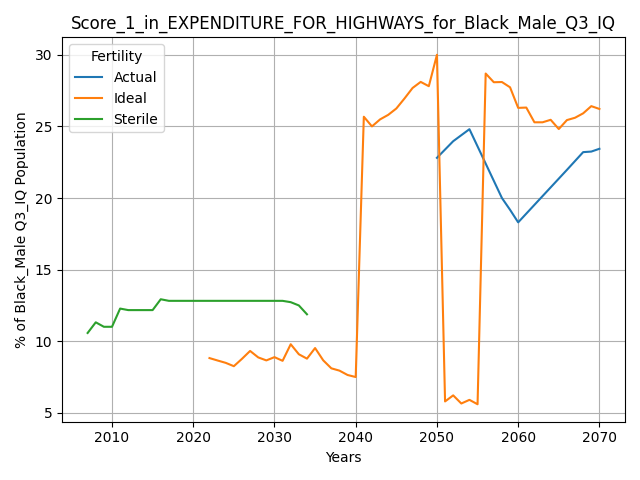 Score_1_in_EXPENDITURE_FOR_HIGHWAYS_for_Black_Male_Q3_IQ
Fertility
Actual
Ideal
Sterile
% of Black_Male Q3_IQ Population
30
25
20
15
10
5
2010 2020 2030 2040 2050 2060 2070
Years